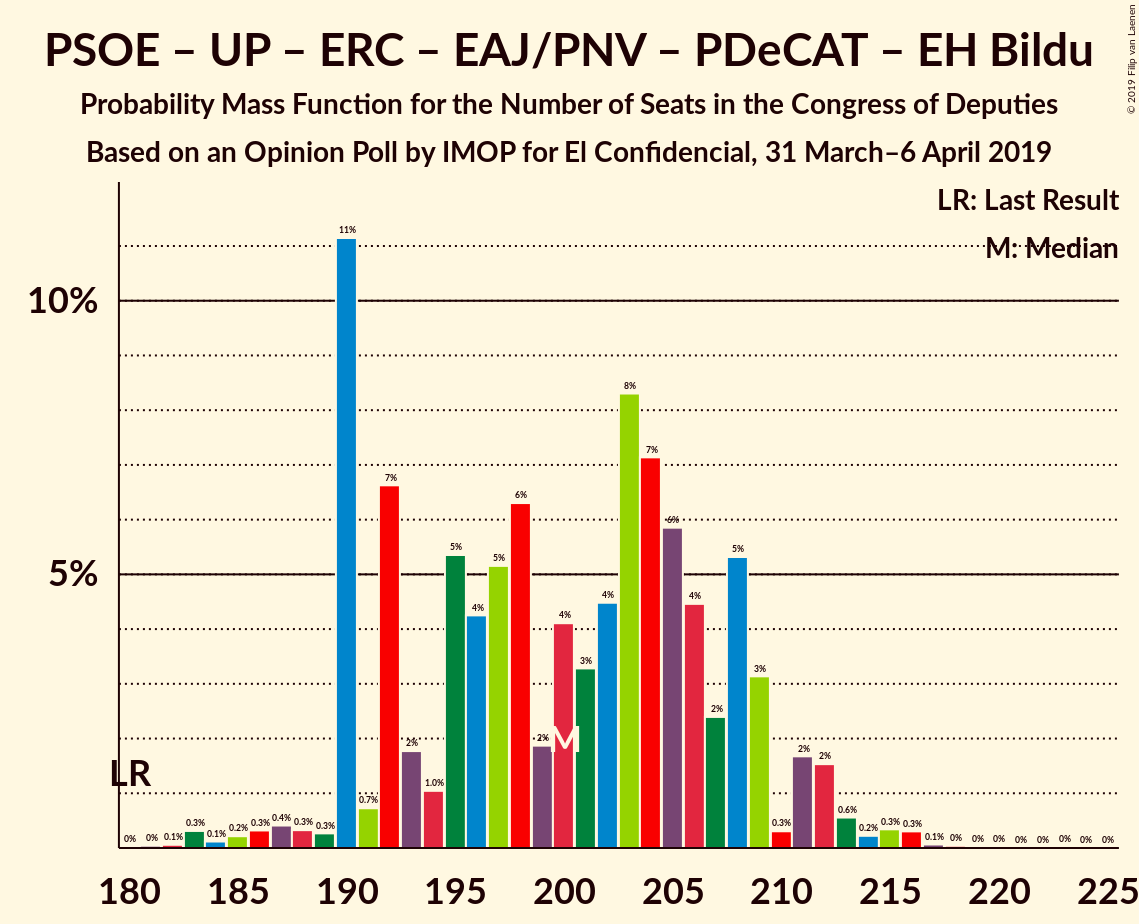 PSOE – UP – ERC – EAJ/PNV – PDeCAT – EH Bildu
Probability Mass Function for the Number of Seats in the Congress of Deputies
Based on an Opinion Poll by IMOP for El Confidencial, 31 March–6 April 2019
© 2019 Filip van Laenen
LR: Last Result
M: Median
10%
5%
LR
M
0% 0% 0.1% 0.3% 0.1% 0.2% 0.3% 0.4% 0.3% 0.3% 11% 0.7% 7% 2% 1.0% 5% 4% 5% 6% 2% 4% 3% 4% 8% 7% 6% 4% 2% 5% 3% 0.3% 2% 2% 0.6% 0.2% 0.3% 0.3% 0.1% 0% 0% 0% 0% 0% 0% 0% 0%
180 185 190 195 200 205 210 215 220 225